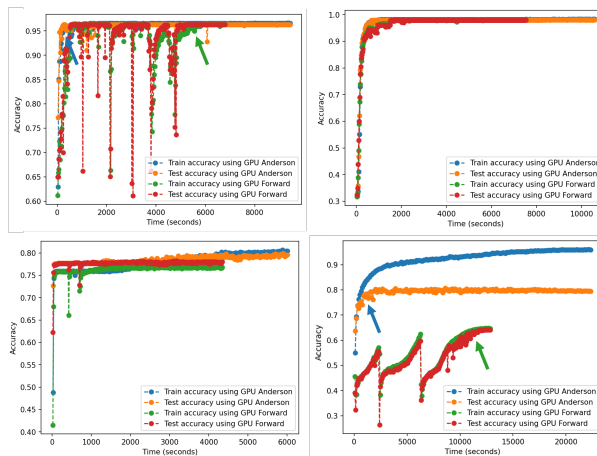 0.95
0.90
0.85
0.80
0.75
0.70
0.65
0.60
Accuracy
Train accuracy using GPU Anderson
Test accuracy using GPU Anderson
Train accuracy using GPU Forward
Test accuracy using GPU Forward
0 2000 4000 6000 8000
Time (seconds)
1.0
0.9
0.8
0.7
0.6
0.5
0.4
0.3
Accuracy
Train accuracy using GPU Anderson
Test accuracy using GPU Anderson
Train accuracy using GPU Forward
Test accuracy using GPU Forward
0 2000 4000 6000 8000 10000
Time (seconds)
0.80
0.75
0.70
0.65
0.60
0.55
0.50
0.45
0.40
Accuracy
Train accuracy using GPU Anderson
Test accuracy using GPU Anderson
Train accuracy using GPU Forward
Test accuracy using GPU Forward
0 1000 2000 3000 4000 5000 6000
Time (seconds)
0.9
0.8
0.7
0.6
0.5
0.4
0.3
Accuracy
Train accuracy using GPU Anderson
Test accuracy using GPU Anderson
Train accuracy using GPU Forward
Test accuracy using GPU Forward
0 5000 10000 15000 20000
Time (seconds)